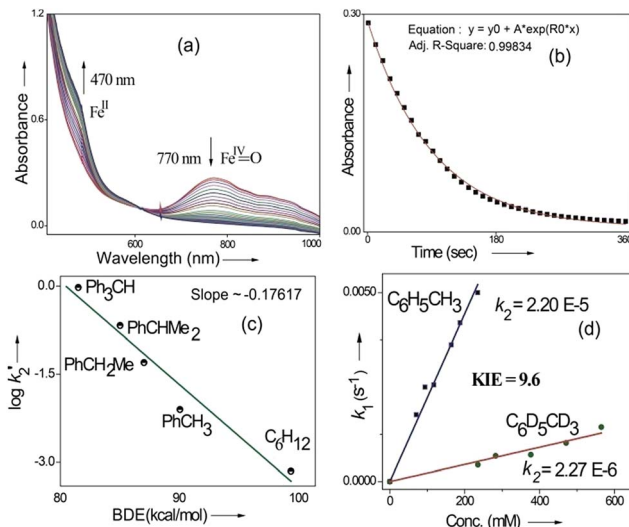 (a)
1.2
0.6
0.0
Absorbance
470 nm
Fe^II
770 nm
Fe^IV=O
400
600
800
1000
Wavelength (nm)
(b)
0.30
0.00
Absorbance
Equation : y = y0 + A*exp(R0*x)
Adj. R-Square: 0.99834
0
180
360
Time (sec)
(c)
0.0
-1.5
-3.0
log k2'
Slope ~ -0.17617
Ph3CH
PhCHMe2
PhCH2Me
PhCH3
C6H12
80
90
100
BDE(kcal/mol)
(d)
0.0050
0.0000
k1 (s-1)
C6H5CH3
k2 = 2.20 E-5
KIE = 9.6
C6D5CD3
k2 = 2.27 E-6
0
200
400
600
Conc. (mM)